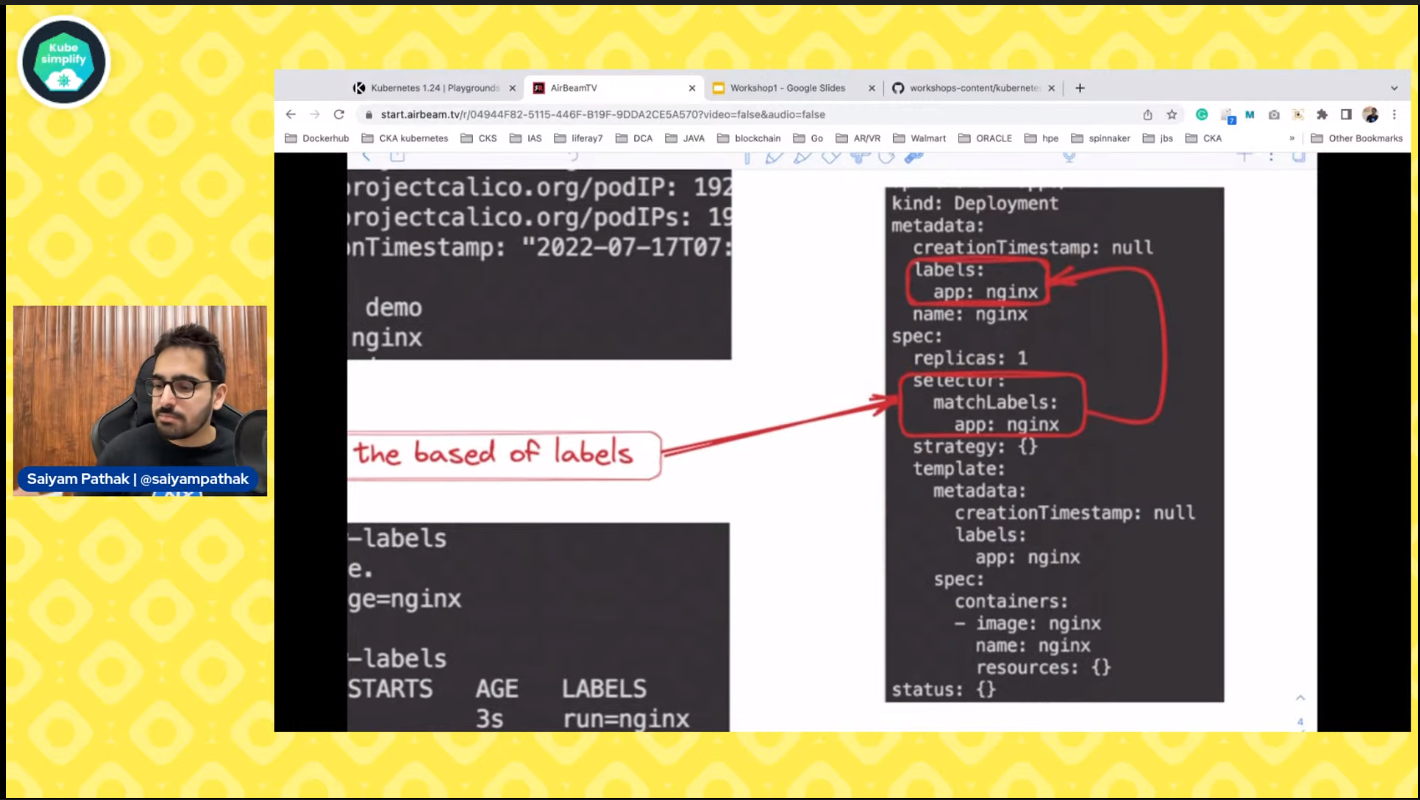 Kube
simplify
Kubernetes 1.24 | Playgrounds
AirBeamTV
Workshop1 - Google Slides
workshops-content/kubernete
start.airbeam.tv/r/04944F82-5115-446F-B19F-9DDA2CE5A570?video=false&audio=false
Dockerhub CKA kubernetes CKS IAS liferay7 DCA JAVA blockchain Go AR/VR Walmart ORACLE hpe spinnaker jbs CKA » Other Bookmarks
projectcalico.org/podIP: 192
projectcalico.org/podIPs: 19
onTimestamp: "2022-07-17T07:
demo
nginx
the based of labels
-labels
e.
ge=nginx
-labels
STARTS AGE LABELS
3s run=nginx
kind: Deployment
metadata:
creationTimestamp: null
labels:
app: nginx
name: nginx
spec:
replicas: 1
selector:
matchLabels:
app: nginx
strategy: {}
template:
metadata:
creationTimestamp: null
labels:
app: nginx
spec:
containers:
- image: nginx
name: nginx
resources: {}
status: {}
4
Saiyam Pathak | @saiyampathak